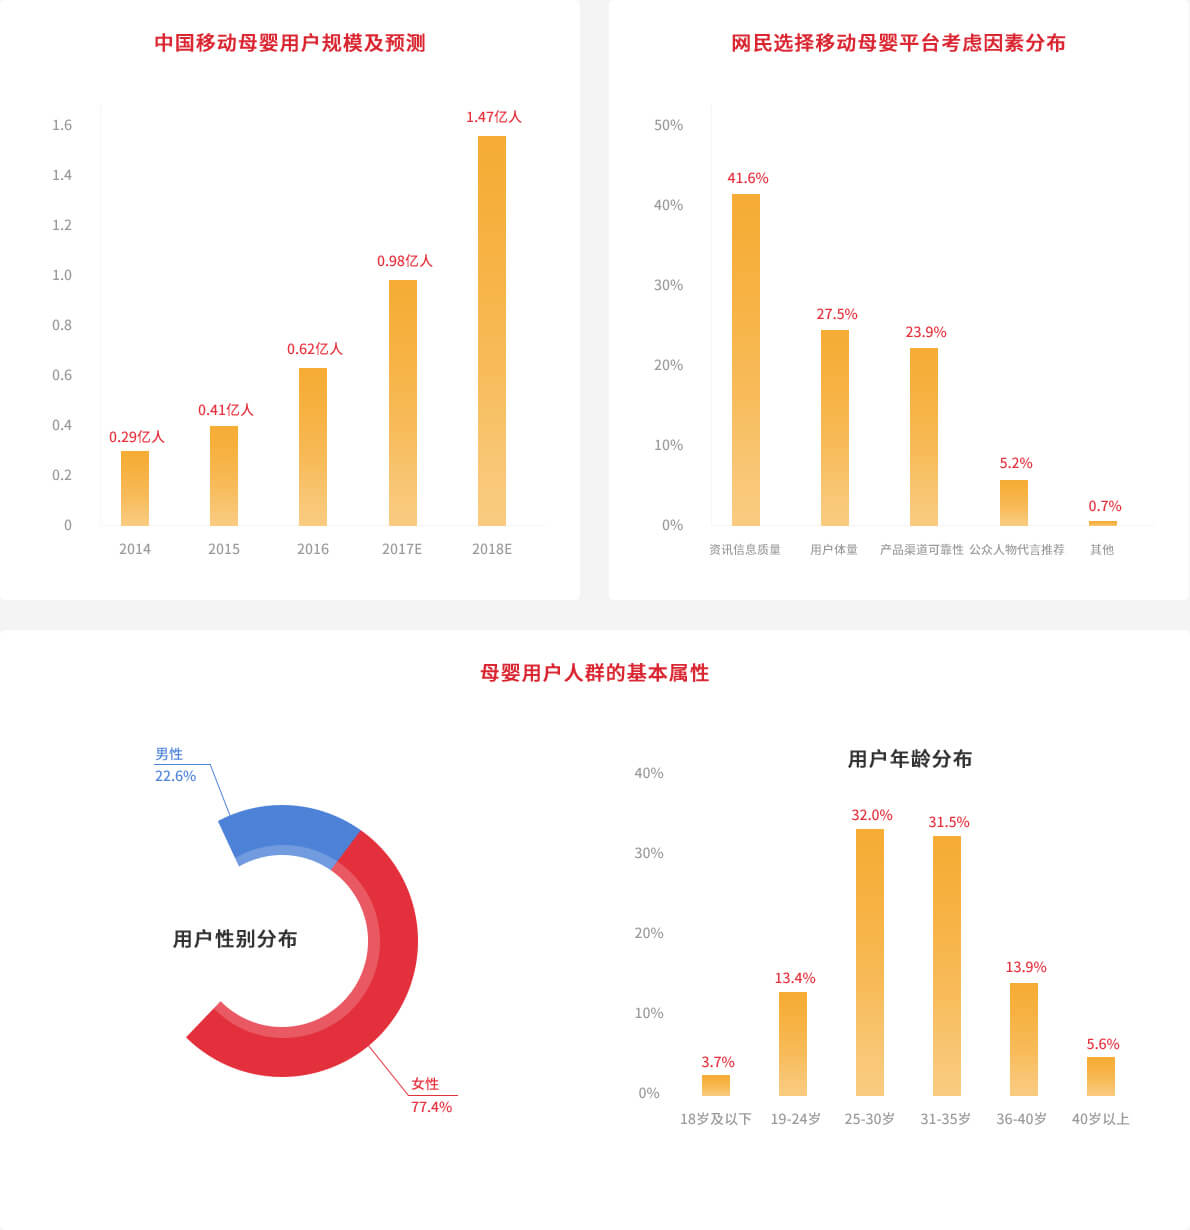 中国移动母婴用户规模及预测
1.6
1.4
1.2
1.0
0.8
0.6
0.4
0.2
0
0.29亿人
0.41亿人
0.62亿人
0.98亿人
1.47亿人
2014
2015
2016
2017E
2018E
网民选择移动母婴平台考虑因素分布
50%
40%
30%
20%
10%
0%
41.6%
27.5%
23.9%
5.2%
0.7%
资讯信息质量
用户体量
产品渠道可靠性
公众人物代言推荐
其他
母婴用户人群的基本属性
男性
22.6%
用户性别分布
女性
77.4%
用户年龄分布
40%
30%
20%
10%
0%
3.7%
13.4%
32.0%
31.5%
13.9%
5.6%
18岁及以下
19-24岁
25-30岁
31-35岁
36-40岁
40岁以上